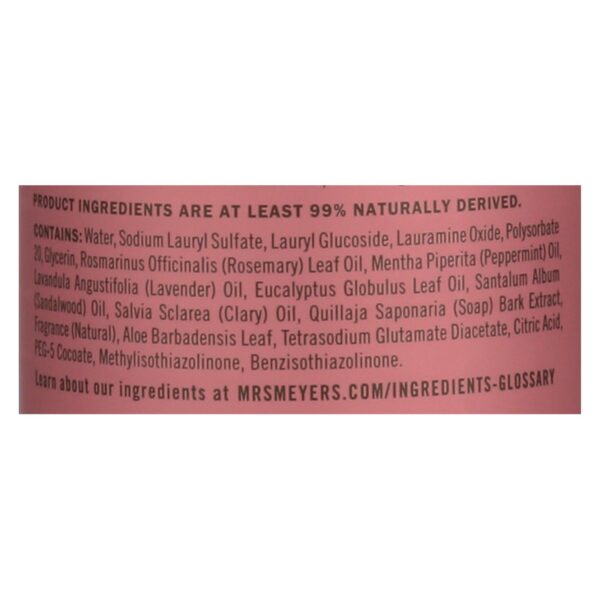 PRODUCT INGREDIENTS ARE AT LEAST 99% NATURALLY DERIVED.
CONTAINS: Water, Sodium Lauryl Sulfate, Lauryl Glucoside, Lauramine Oxide, Polysorbate
20, Glycerin, Rosmarinus Officinalis (Rosemary) Leaf Oil, Mentha Piperita (Peppermint) Oil,
Lavandula Angustifolia (Lavender) Oil, Eucalyptus Globulus Leaf Oil, Santalum Album
(Sandalwood) Oil, Salvia Sclarea (Clary) Oil, Quillaja Saponaria (Soap) Bark Extract,
Fragrance (Natural), Aloe Barbadensis Leaf, Tetrasodium Glutamate Diacetate, Citric Acid,
PEG-5 Cocoate, Methylisothiazolinone, Benzisothiazolinone.
Learn about our ingredients at MRSMEYERS.COM/INGREDIENTS-GLOSSARY